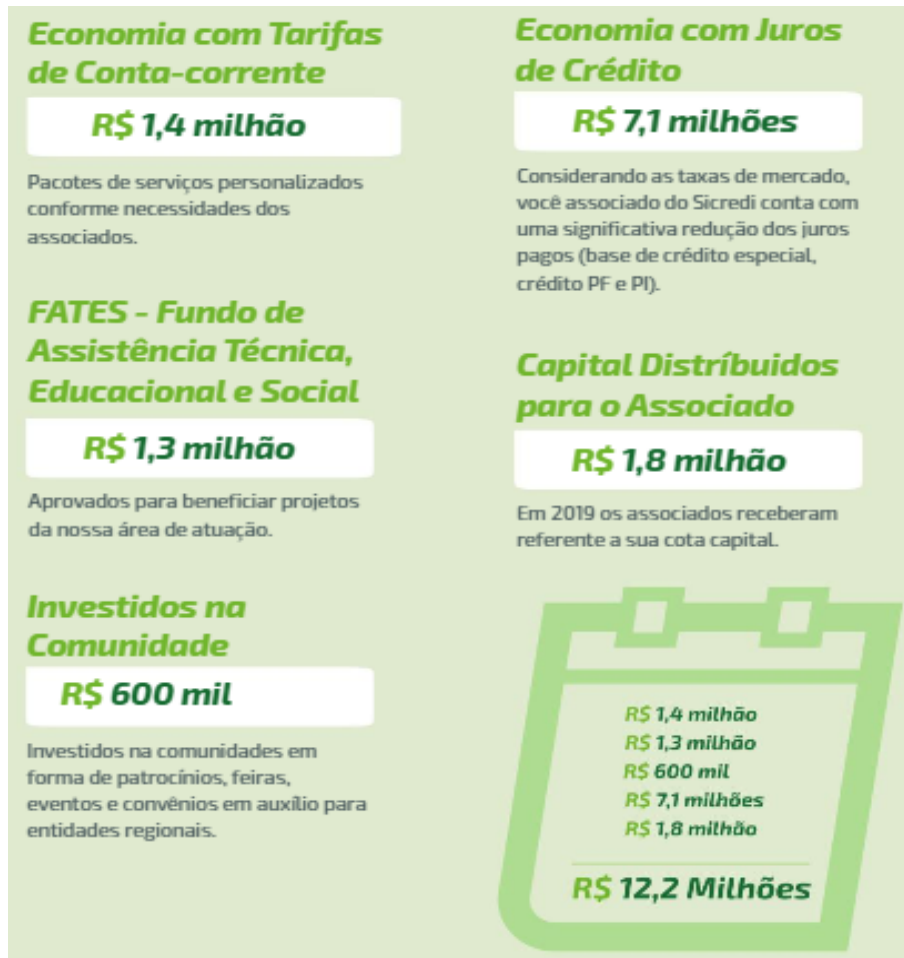 Economia com Tarifas
de Conta-corrente
R$ 1,4 milhão
Pacotes de serviços personalizados
conforme necessidades dos
associados.
FATES - Fundo de
Assistência Técnica,
Educacional e Social
R$ 1,3 milhão
Aprovados para beneficiar projetos
da nossa área de atuação.
Investidos na
Comunidade
R$ 600 mil
Investidos na comunidades em
forma de patrocínios, feiras,
eventos e convênios em auxílio para
entidades regionais.
Economia com Juros
de Crédito
R$ 7,1 milhões
Considerando as taxas de mercado,
você associado do Sicredi conta com
uma significativa redução dos juros
pagos (base de crédito especial,
crédito PF e PJ).
Capital Distríbuidos
para o Associado
R$ 1,8 milhão
Em 2019 os associados receberam
referente a sua cota capital.
R$ 1,4 milhão
R$ 1,3 milhão
R$ 600 mil
R$ 7,1 milhões
R$ 1,8 milhão
R$ 12,2 Milhões